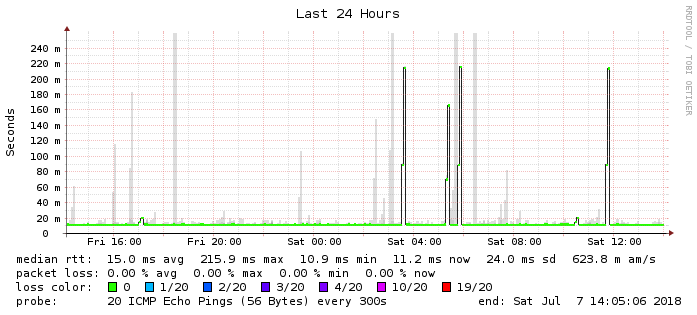 Last 24 Hours
RRDTOOL / TOBI OETIKER
Seconds
240 m
220 m
200 m
180 m
160 m
140 m
120 m
100 m
80 m
60 m
40 m
20 m
0
Fri 16:00 Fri 20:00 Sat 00:00 Sat 04:00 Sat 08:00 Sat 12:00
median rtt: 15.0 ms avg 215.9 ms max 10.9 ms min 11.2 ms now 24.0 ms sd 623.8 m am/s
packet loss: 0.00 % avg 0.00 % max 0.00 % min 0.00 % now
loss color: 0 1/20 2/20 3/20 4/20 10/20 19/20
probe: 20 ICMP Echo Pings (56 Bytes) every 300s end: Sat Jul 7 14:05:06 2018